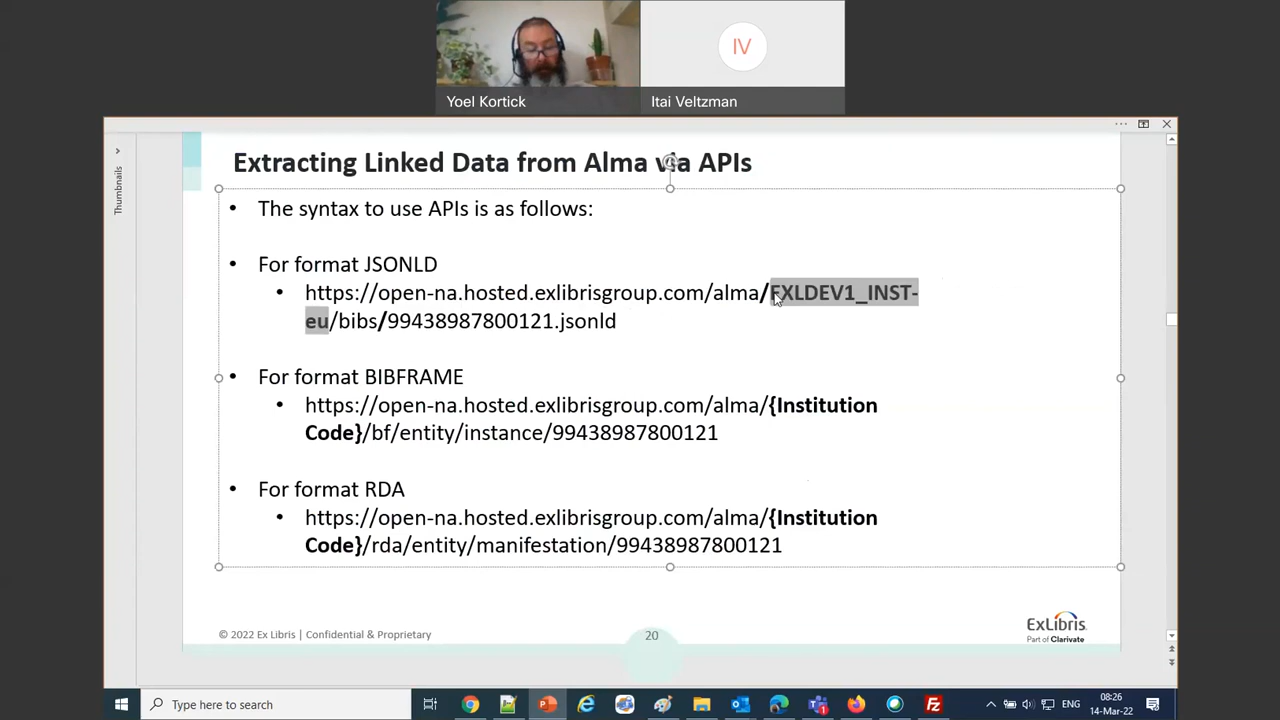 IV
Yoel Kortick
Itai Veltzman
Thumbnails
Extracting Linked Data from Alma via APIs
• The syntax to use APIs is as follows:
• For format JSONLD
• https://open-na.hosted.exlibrisgroup.com/alma/EXLDEV1_INST-
eu/bibs/99438987800121.jsonld
• For format BIBFRAME
• https://open-na.hosted.exlibrisgroup.com/alma/{Institution
Code}/bf/entity/instance/99438987800121
• For format RDA
• https://open-na.hosted.exlibrisgroup.com/alma/{Institution
Code}/rda/entity/manifestation/99438987800121
© 2022 Ex Libris | Confidential & Proprietary
20
ExLibris
Part of Clarivate
Type here to search
ENG
08:26
14-Mar-22